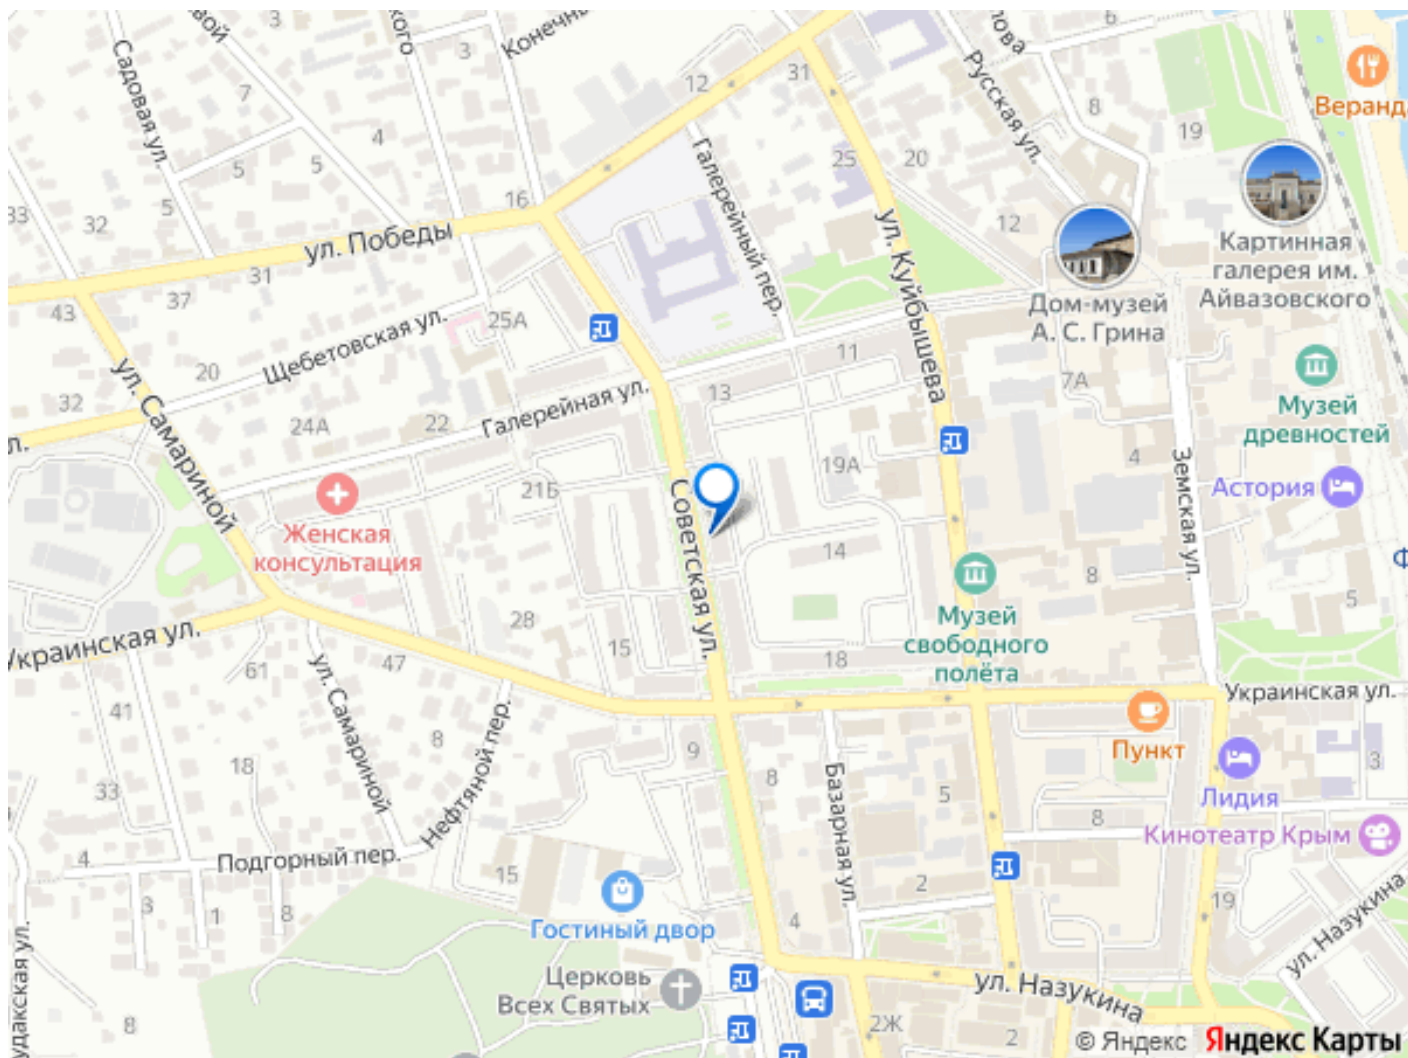 Садовая ул.
вой
кого
3
Конечн
12
31
лова
6
Русская ул.
8
19
Веранд
7
4
5
5
5
33
32
16
ул. Победы
31
37
43
25А
Щебетовская ул.
20
32
ул. Самариной
24А
22
Галерейная ул.
Галерейный пер.
25
20
ул. Куйбышева
12
Дом-музей
А. С. Грина
Картинная
галерея им.
Айвазовского
11
13
7А
Музей
древностей
19А
4
Земская ул.
Астория
л.
21Б
Женская
консультация
Советская ул.
14
8
Музей
свободного
полёта
5
Ф
Украинская ул.
61
47
28
15
18
Украинская ул.
41
ул. Самариной
8
Нефтяной пер.
18
33
9
8
Базарная ул.
5
Пункт
Лидия
3
8
Кинотеатр Крым
4
Подгорный пер.
15
3
1
8
2
4
19
ул. Назукина
Гостиный двор
Церковь
Всех Святых
удакская ул.
8
ул. Назукина
2Ж
2
© Яндекс Яндекс Карты